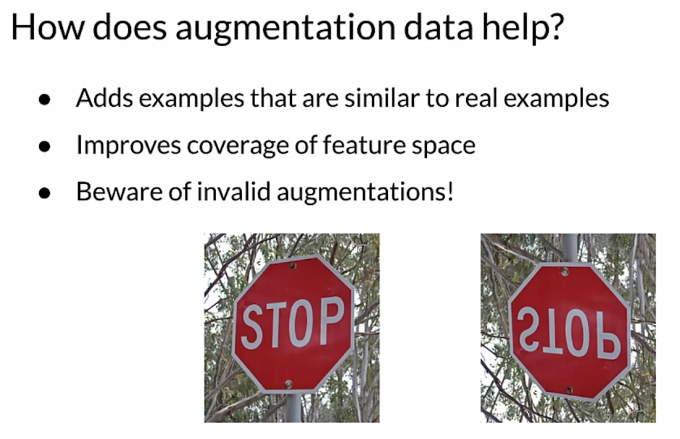 How does augmentation data help?
● Adds examples that are similar to real examples
● Improves coverage of feature space
● Beware of invalid augmentations!
STOP
STOP